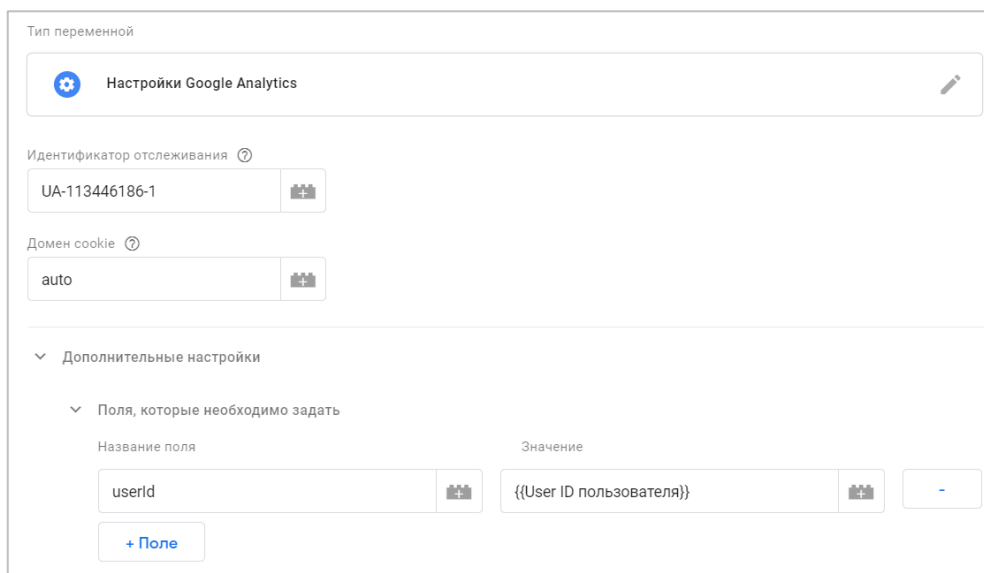 Тип переменной
Настройки Google Analytics
Идентификатор отслеживания
UA-113446186-1
Домен cookie
auto
Дополнительные настройки
Поля, которые необходимо задать
Название поля Значение
userId {{User ID пользователя}} -
+ Поле